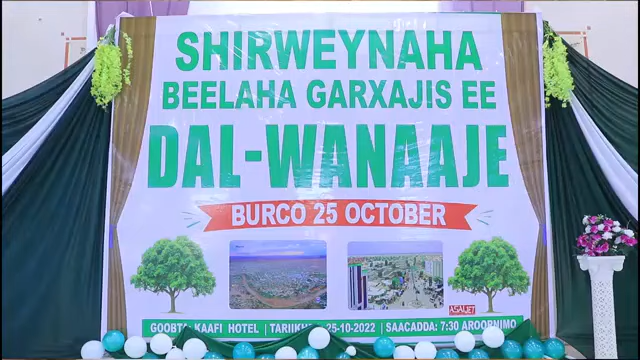 SHIRWEYNAHA
BEELAHA GARXAJIS EE
DAL-WANAAJE
BURCO 25 OCTOBER
ASALJET
GOOBTA: KAAFI HOTEL | TARIIKHDA: 25-10-2022 | SAACADDA: 7:30 AROORNIMO